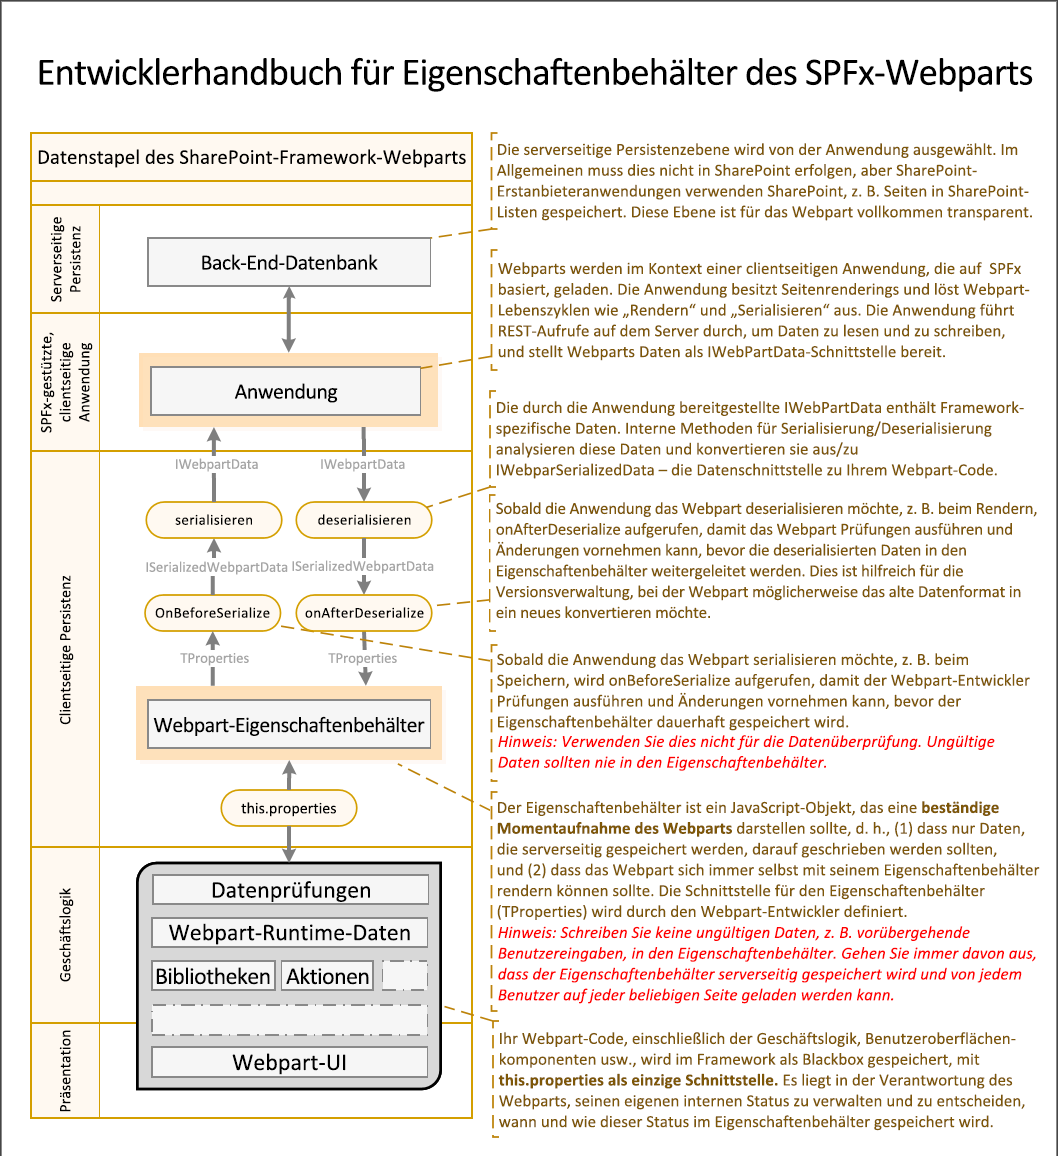 Entwicklerhandbuch für Eigenschaftenbehälter des SPFx-Webparts
Datenstapel des SharePoint-Framework-Webparts
Serverseitige
Persistenz
Back-End-Datenbank
SPFx-gestützte,
clientseitige
Anwendung
Anwendung
Clientseitige Persistenz
IWebpartData
IWebpartData
serialisieren
deserialisieren
ISerializedWebpartData
ISerializedWebpartData
OnBeforeSerialize
onAfterDeserialize
TProperties
TProperties
Webpart-Eigenschaftenbehälter
this.properties
Geschäftslogik
Datenprüfungen
Webpart-Runtime-Daten
Bibliotheken
Aktionen
Präsentation
Webpart-UI
Die serverseitige Persistenzebene wird von der Anwendung ausgewählt. Im
Allgemeinen muss dies nicht in SharePoint erfolgen, aber SharePoint-
Erstanbieteranwendungen verwenden SharePoint, z. B. Seiten in SharePoint-
Listen gespeichert. Diese Ebene ist für das Webpart vollkommen transparent.
Webparts werden im Kontext einer clientseitigen Anwendung, die auf SPFx
basiert, geladen. Die Anwendung besitzt Seitenrenderings und löst Webpart-
Lebenszyklen wie „Rendern“ und „Serialisieren“ aus. Die Anwendung führt
REST-Aufrufe auf dem Server durch, um Daten zu lesen und zu schreiben,
und stellt Webparts Daten als IWebPartData-Schnittstelle bereit.
Die durch die Anwendung bereitgestellte IWebPartData enthält Framework-
spezifische Daten. Interne Methoden für Serialisierung/Deserialisierung
analysieren diese Daten und konvertieren sie aus/zu
IWebparSerializedData – die Datenschnittstelle zu Ihrem Webpart-Code.
Sobald die Anwendung das Webpart deserialisieren möchte, z. B. beim Rendern,
onAfterDeserialize aufgerufen, damit das Webpart Prüfungen ausführen und
Änderungen vornehmen kann, bevor die deserialisierten Daten in den
Eigenschaftenbehälter weitergeleitet werden. Dies ist hilfreich für die
Versionsverwaltung, bei der Webpart möglicherweise das alte Datenformat in
ein neues konvertieren möchte.
Sobald die Anwendung das Webpart serialisieren möchte, z. B. beim
Speichern, wird onBeforeSerialize aufgerufen, damit der Webpart-Entwickler
Prüfungen ausführen und Änderungen vornehmen kann, bevor der
Eigenschaftenbehälter dauerhaft gespeichert wird.
Hinweis: Verwenden Sie dies nicht für die Datenüberprüfung. Ungültige
Daten sollten nie in den Eigenschaftenbehälter.
Der Eigenschaftenbehälter ist ein JavaScript-Objekt, das eine beständige
Momentaufnahme des Webparts darstellen sollte, d. h., (1) dass nur Daten,
die serverseitig gespeichert werden, darauf geschrieben werden sollten,
und (2) dass das Webpart sich immer selbst mit seinem Eigenschaftenbehälter
rendern können sollte. Die Schnittstelle für den Eigenschaftenbehälter
(TProperties) wird durch den Webpart-Entwickler definiert.
Hinweis: Schreiben Sie keine ungültigen Daten, z. B. vorübergehende
Benutzereingaben, in den Eigenschaftenbehälter. Gehen Sie immer davon aus,
dass der Eigenschaftenbehälter serverseitig gespeichert wird und von jedem
Benutzer auf jeder beliebigen Seite geladen werden kann.
Ihr Webpart-Code, einschließlich der Geschäftslogik, Benutzeroberflächen-
komponenten usw., wird im Framework als Blackbox gespeichert, mit
this.properties als einzige Schnittstelle. Es liegt in der Verantwortung des
Webparts, seinen eigenen internen Status zu verwalten und zu entscheiden,
wann und wie dieser Status im Eigenschaftenbehälter gespeichert wird.